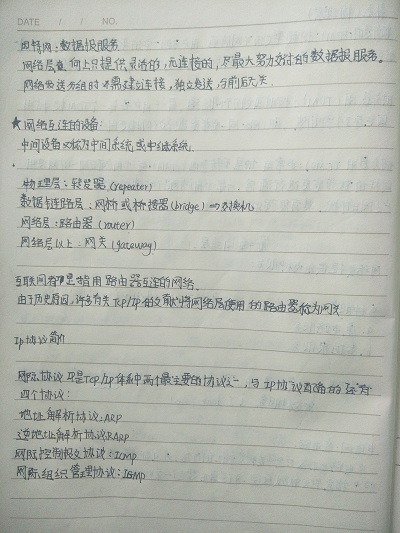 DATE / / NO.
因特网:数据报服务
网络层向上只提供灵活的,无连接的,尽最大努力交付的数据报服务。
网络发送分组时不需建立连接,独立发送,与前后无关
★网络互连的设备:
中间设备又称为中间系统或中继系统
物理层:转发器(repeater)
数据链路层:网桥或桥接器(bridge)⇒交换机
网络层:路由器(router)
网络层以上:网关(gateway)
互联网都是指用路由器互连的网络.
由于历史原因,许多有关TCP/IP的文献将网络层使用的路由器称为网关
Ip协议简介
网际协议IP是TCP/IP体系中两个最主要的协议之一,与IP协议配套的还有
四个协议:
地址解析协议:ARP
逆地址解析协议RARP
网际控制报文协议:ICMP
网际组织管理协议:IGMP